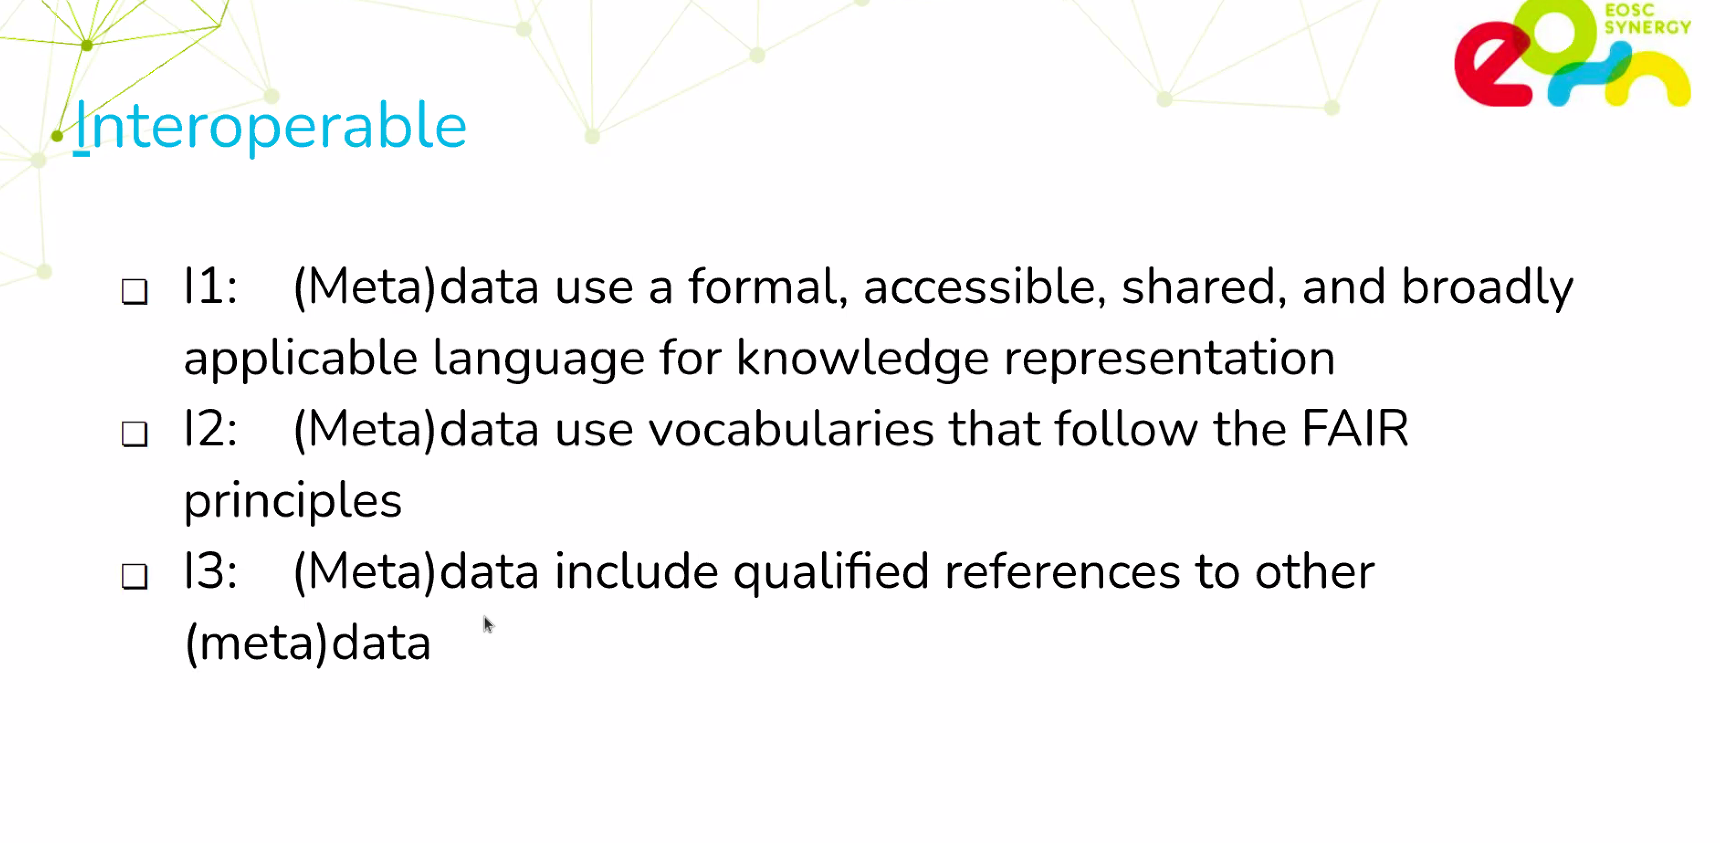 EOSC
SYNERGY
Interoperable
❏ I1: (Meta)data use a formal, accessible, shared, and broadly
applicable language for knowledge representation
❏ I2: (Meta)data use vocabularies that follow the FAIR
principles
❏ I3: (Meta)data include qualified references to other
(meta)data